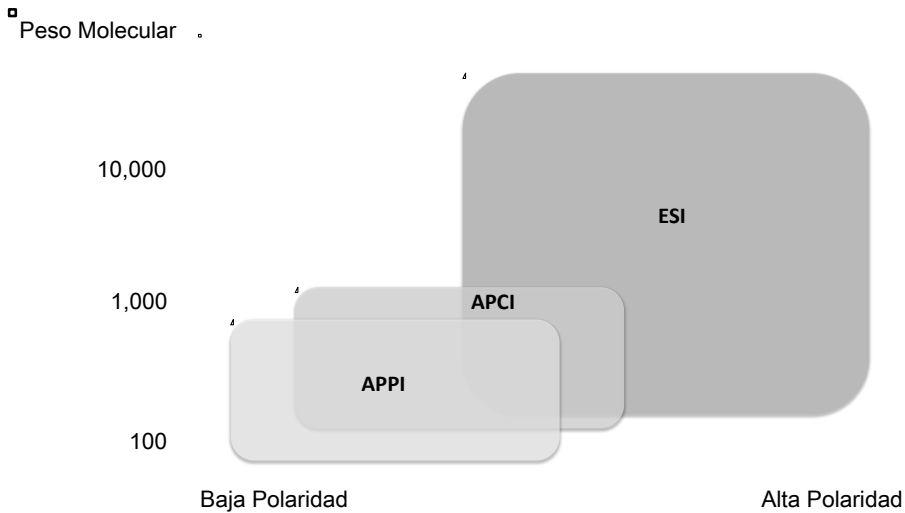 Peso Molecular
10,000
ESI
1,000
APCI
APPI
100
Baja Polaridad
Alta Polaridad